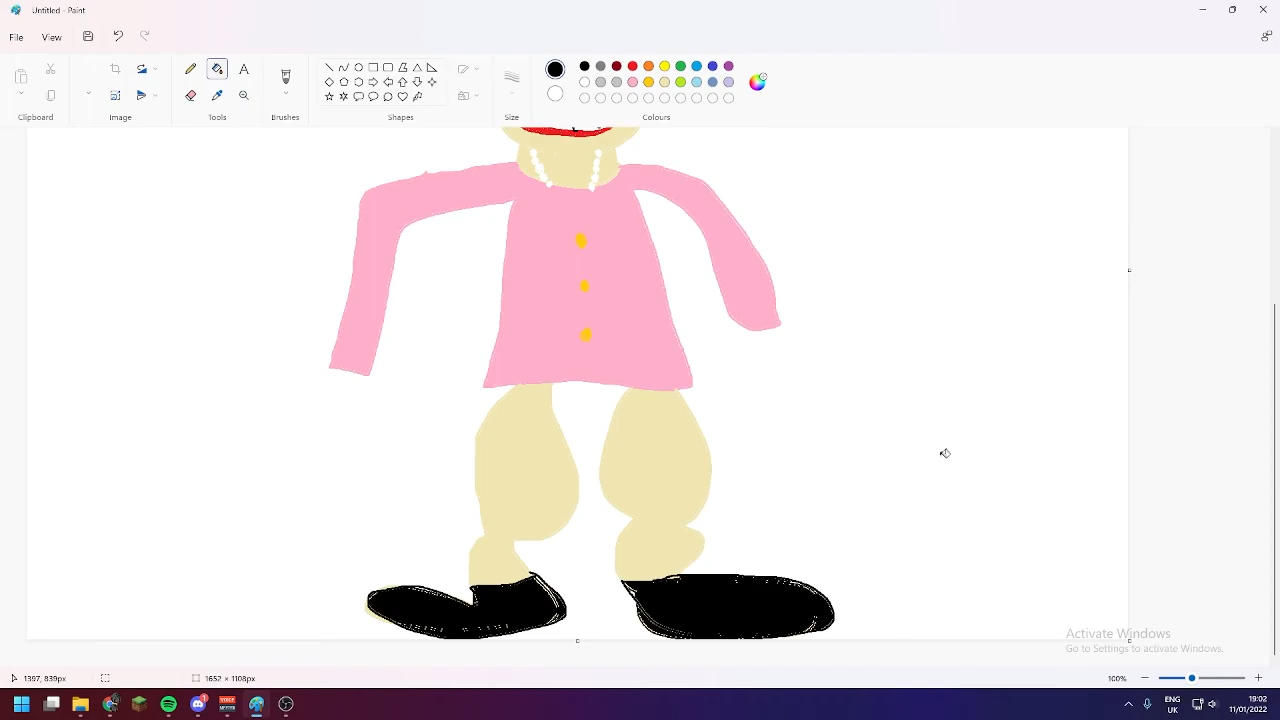 Untitled - Paint
File View
Clipboard Image Tools Brushes Shapes Size Colours
Activate Windows
Go to Settings to activate Windows.
1397, 839px 1652 × 1108px 100%
ENG 19:02
UK 11/01/2022